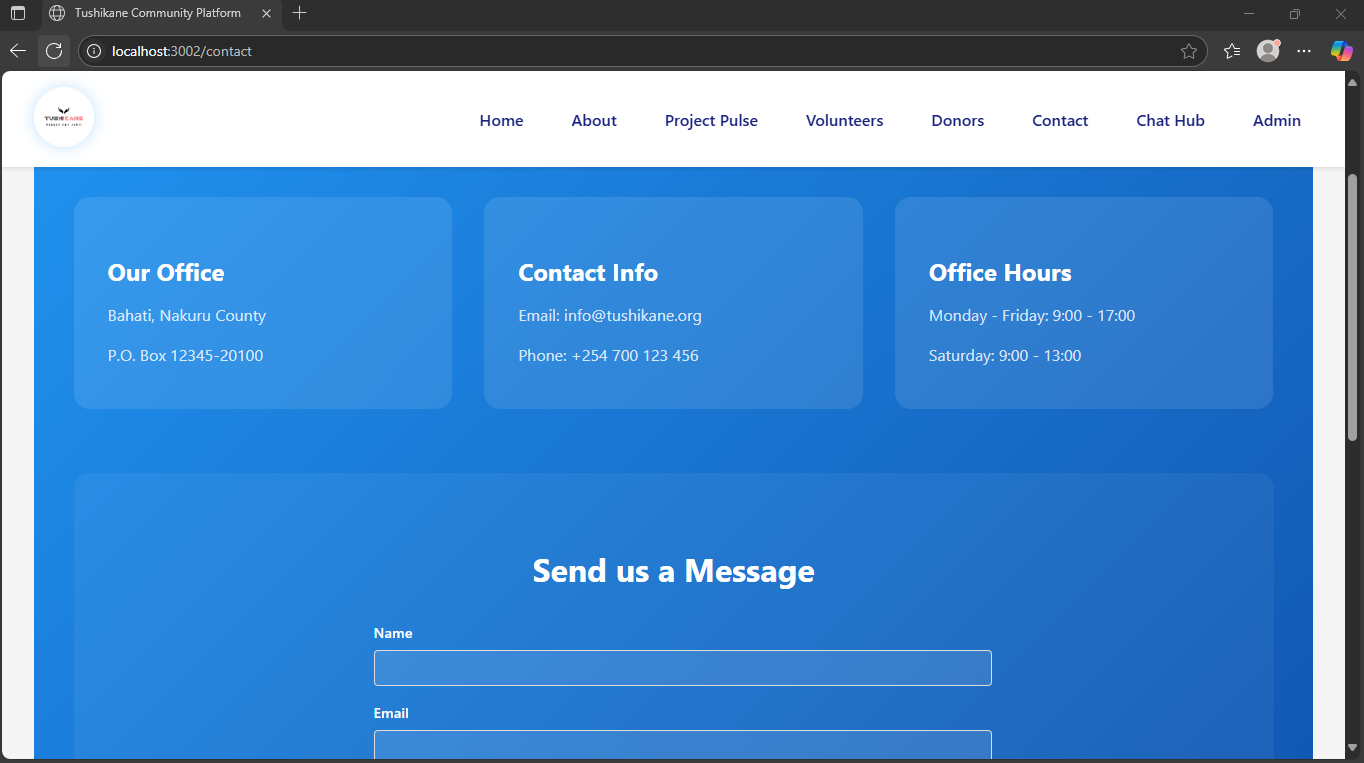 Tushikane Community Platform
localhost:3002/contact
TUSHIKANE
Home
About
Project Pulse
Volunteers
Donors
Contact
Chat Hub
Admin
Our Office
Bahati, Nakuru County
P.O. Box 12345-20100
Contact Info
Email: info@tushikane.org
Phone: +254 700 123 456
Office Hours
Monday - Friday: 9:00 - 17:00
Saturday: 9:00 - 13:00
Send us a Message
Name
Email